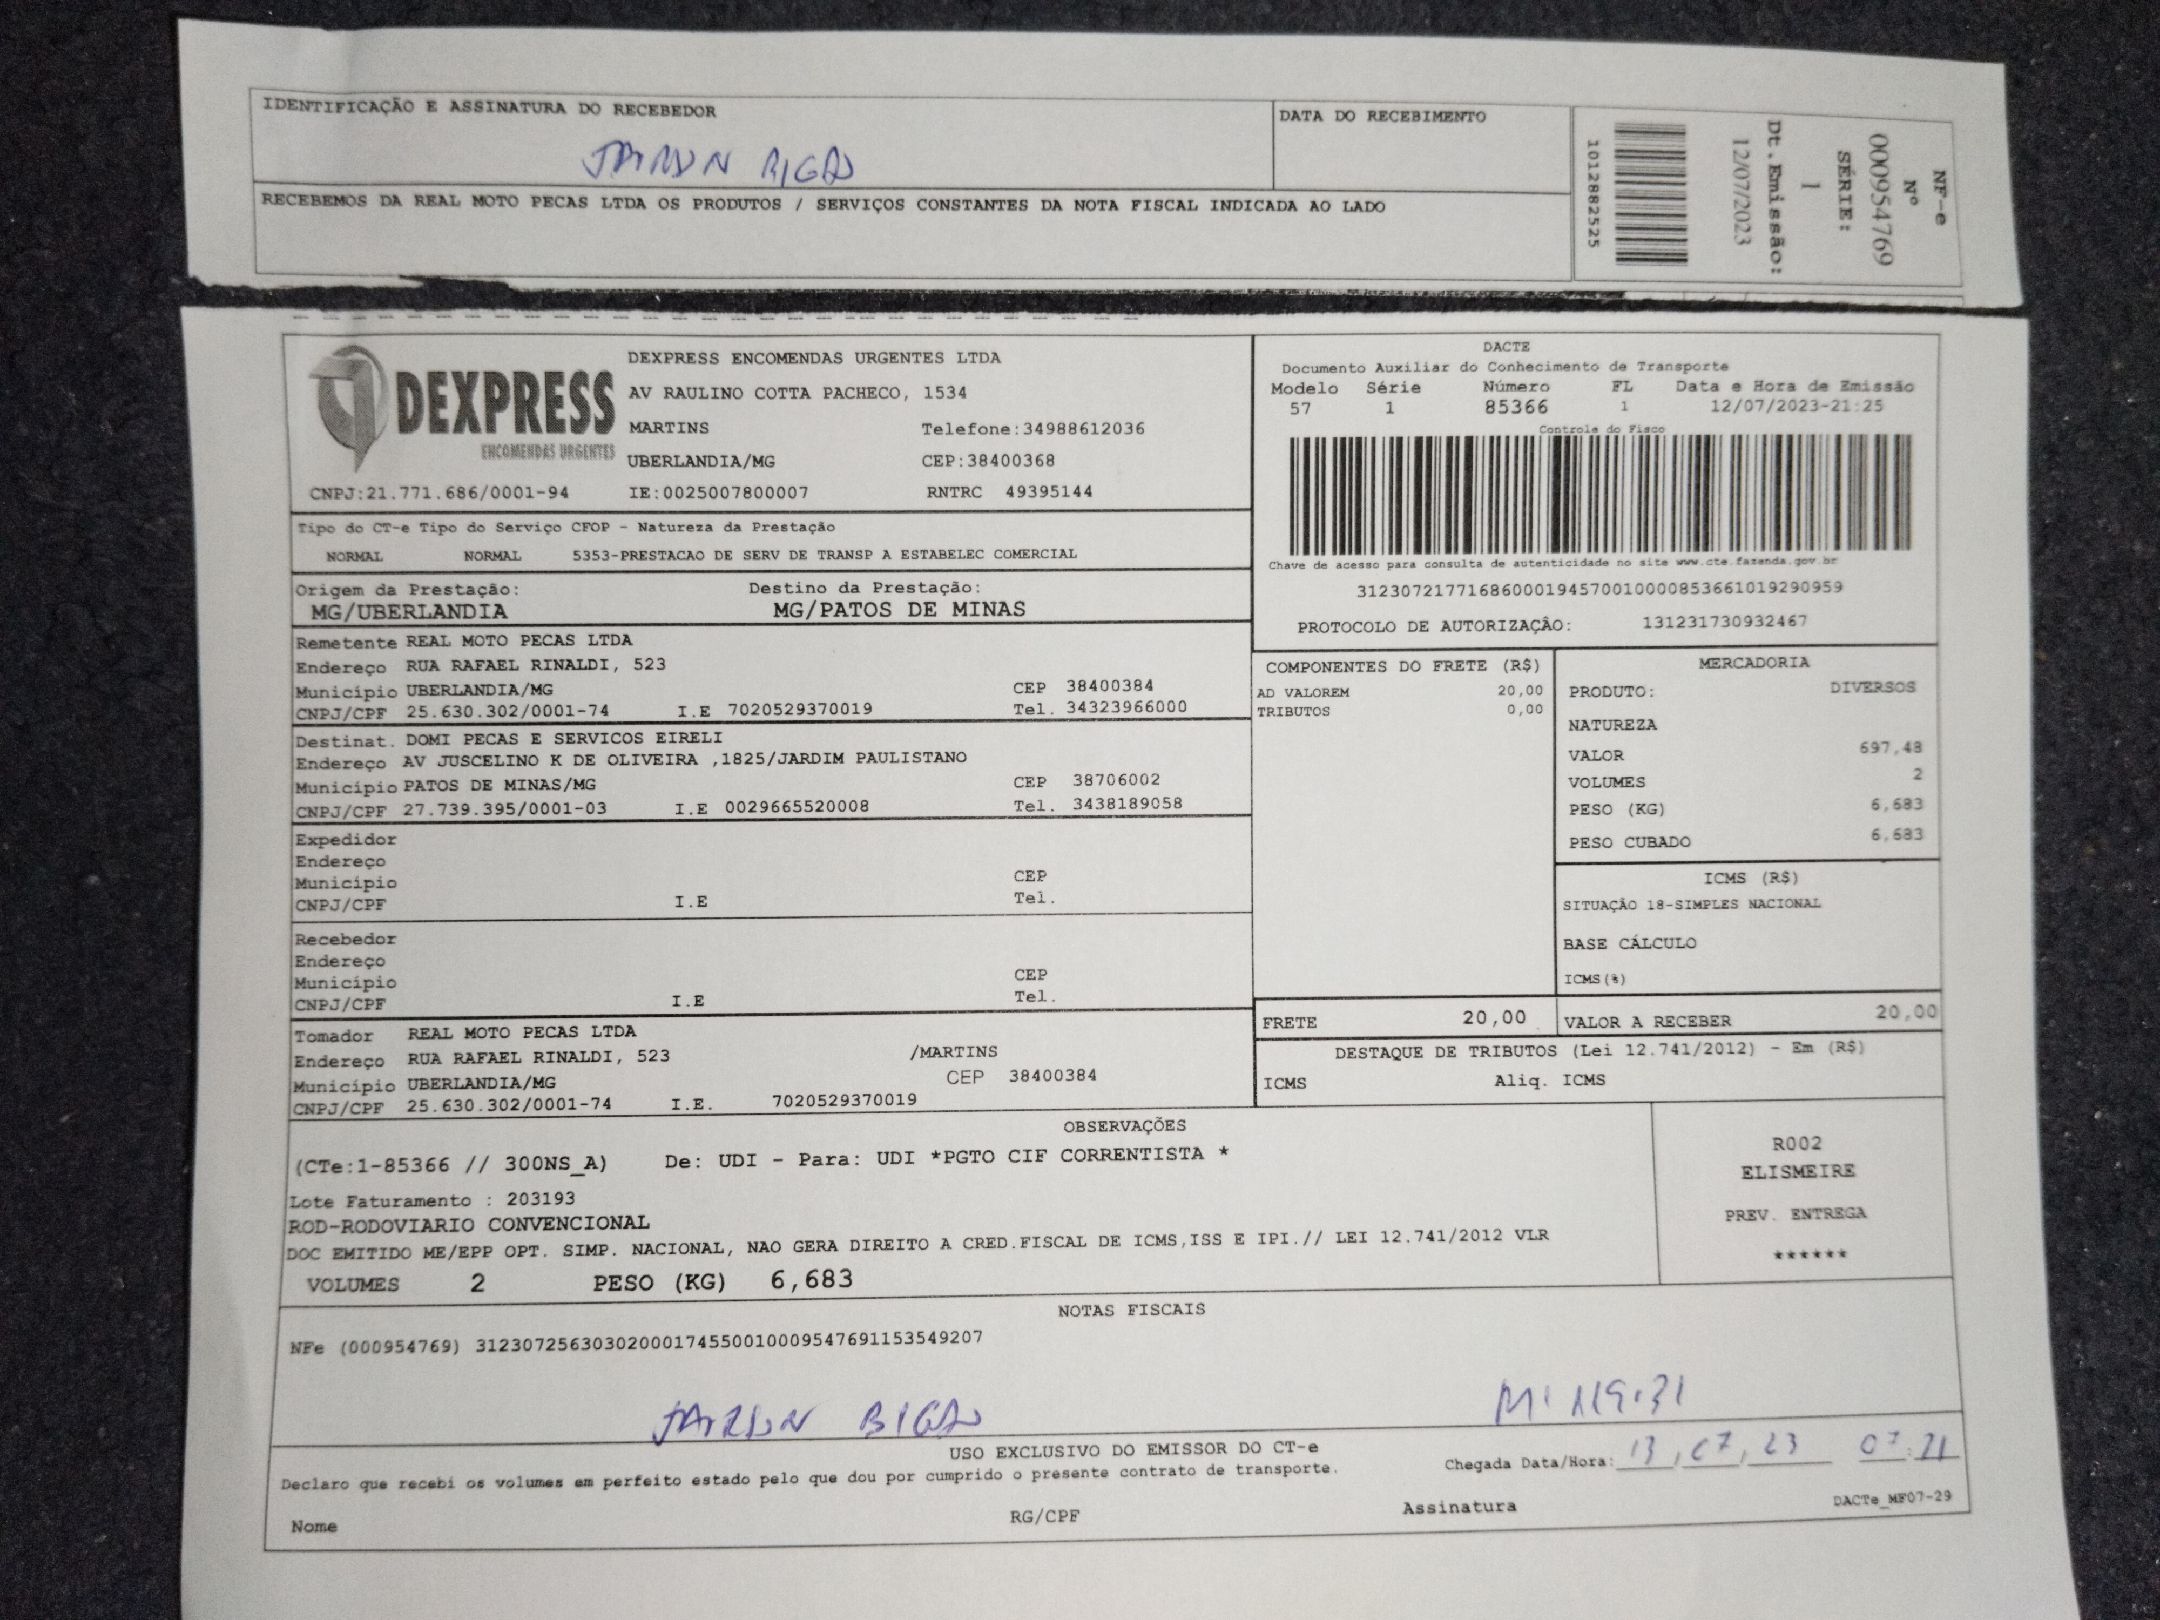 IDENTIFICAÇÃO E ASSINATURA DO RECEBEDOR
DATA DO RECEBIMENTO
RECEBEMOS DA REAL MOTO PECAS LTDA OS PRODUTOS / SERVIÇOS CONSTANTES DA NOTA FISCAL INDICADA AO LADO
NF-e
Nº
000954769
SÉRIE:
1
Dt.Emissão:
12/07/2023
1012882525
DEXPRESS
ENCOMENDAS URGENTES
DEXPRESS ENCOMENDAS URGENTES LTDA
AV RAULINO COTTA PACHECO, 1534
MARTINS Telefone:34988612036
UBERLANDIA/MG CEP:38400368
CNPJ:21.771.686/0001-94 IE:0025007800007 RNTRC 49395144
DACTE
Documento Auxiliar do Conhecimento de Transporte
Modelo Série Número FL Data e Hora de Emissão
57 1 85366 1 12/07/2023-21:25
Controle do Fisco
Chave de acesso para consulta de autenticidade no site www.cte.fazenda.gov.br
31230721771686000194570010000853661019290959
PROTOCOLO DE AUTORIZAÇÃO: 131231730932467
Tipo do CT-e Tipo do Serviço CFOP - Natureza da Prestação
NORMAL NORMAL 5353-PRESTACAO DE SERV DE TRANSP A ESTABELEC COMERCIAL
Origem da Prestação: Destino da Prestação:
MG/UBERLANDIA MG/PATOS DE MINAS
Remetente REAL MOTO PECAS LTDA
Endereço RUA RAFAEL RINALDI, 523
Município UBERLANDIA/MG CEP 38400384
CNPJ/CPF 25.630.302/0001-74 I.E 7020529370019 Tel. 34323966000
Destinat. DOMI PECAS E SERVICOS EIRELI
Endereço AV JUSCELINO K DE OLIVEIRA ,1825/JARDIM PAULISTANO
Município PATOS DE MINAS/MG CEP 38706002
CNPJ/CPF 27.739.395/0001-03 I.E 0029665520008 Tel. 3438189058
Expedidor
Endereço
Município CEP
CNPJ/CPF I.E Tel.
Recebedor
Endereço
Município CEP
CNPJ/CPF I.E Tel.
Tomador REAL MOTO PECAS LTDA
Endereço RUA RAFAEL RINALDI, 523 /MARTINS
Município UBERLANDIA/MG CEP 38400384
CNPJ/CPF 25.630.302/0001-74 I.E. 7020529370019
COMPONENTES DO FRETE (R$)
AD VALOREM 20,00
TRIBUTOS 0,00
MERCADORIA
PRODUTO: DIVERSOS
NATUREZA
VALOR 697,48
VOLUMES 2
PESO (KG) 6,683
PESO CUBADO 6,683
ICMS (R$)
SITUAÇÃO 18-SIMPLES NACIONAL
BASE CÁLCULO
ICMS(%)
FRETE 20,00 VALOR A RECEBER 20,00
DESTAQUE DE TRIBUTOS (Lei 12.741/2012) - Em (R$)
ICMS Aliq. ICMS
OBSERVAÇÕES
(CTe:1-85366 // 300NS_A) De: UDI - Para: UDI *PGTO CIF CORRENTISTA *
Lote Faturamento : 203193
ROD-RODOVIARIO CONVENCIONAL
DOC EMITIDO ME/EPP OPT. SIMP. NACIONAL, NAO GERA DIREITO A CRED.FISCAL DE ICMS,ISS E IPI.// LEI 12.741/2012 VLR
VOLUMES 2 PESO (KG) 6,683
R002
ELISMEIRE
PREV. ENTREGA
******
NOTAS FISCAIS
NFe (000954769) 31230725630302000174550010009547691153549207
USO EXCLUSIVO DO EMISSOR DO CT-e
Declaro que recebi os volumes em perfeito estado pelo que dou por cumprido o presente contrato de transporte.
Chegada Data/Hora: 13,07,23 07:21
Nome RG/CPF Assinatura DACTe_MF07-29